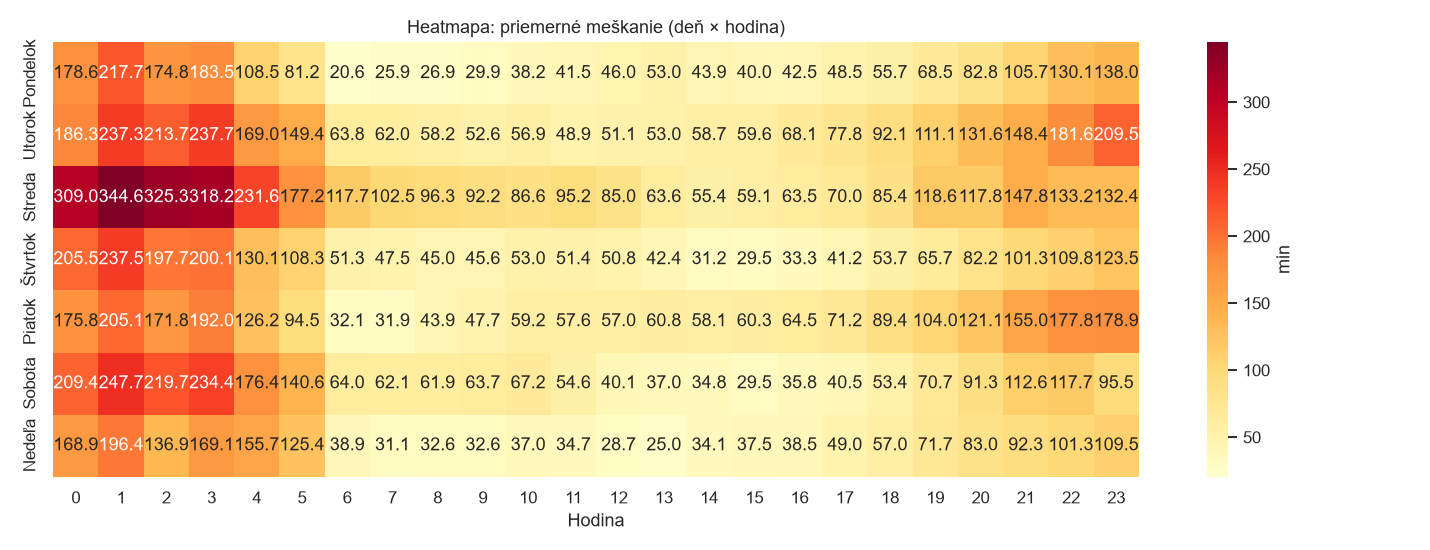 Heatmapa: priemerné meškanie (deň × hodina)
Pondelok 178.6 217.7 174.8 183.5 108.5 81.2 20.6 25.9 26.9 29.9 38.2 41.5 46.0 53.0 43.9 40.0 42.5 48.5 55.7 68.5 82.8 105.7 130.1 138.0
Utorok 186.3 237.3 213.7 237.7 169.0 149.4 63.8 62.0 58.2 52.6 56.9 48.9 51.1 53.0 58.7 59.6 68.1 77.8 92.1 111.1 131.6 148.4 181.6 209.5
Streda 309.0 344.6 325.3 318.2 231.6 177.2 117.7 102.5 96.3 92.2 86.6 95.2 85.0 63.6 55.4 59.1 63.5 70.0 85.4 118.6 117.8 147.8 133.2 132.4
Štvrtok 205.5 237.5 197.7 200.1 130.1 108.3 51.3 47.5 45.0 45.6 53.0 51.4 50.8 42.4 31.2 29.5 33.3 41.2 53.7 65.7 82.2 101.3 109.8 123.5
Piatok 175.8 205.1 171.8 192.0 126.2 94.5 32.1 31.9 43.9 47.7 59.2 57.6 57.0 60.8 58.1 60.3 64.5 71.2 89.4 104.0 121.1 155.0 177.8 178.9
Sobota 209.4 247.7 219.7 234.4 176.4 140.6 64.0 62.1 61.9 63.7 67.2 54.6 40.1 37.0 34.8 29.5 35.8 40.5 53.4 70.7 91.3 112.6 117.7 95.5
Nedeľa 168.9 196.4 136.9 169.1 155.7 125.4 38.9 31.1 32.6 32.6 37.0 34.7 28.7 25.0 34.1 37.5 38.5 49.0 57.0 71.7 83.0 92.3 101.3 109.5
0 1 2 3 4 5 6 7 8 9 10 11 12 13 14 15 16 17 18 19 20 21 22 23
Hodina
300
250
200
150
100
50
min